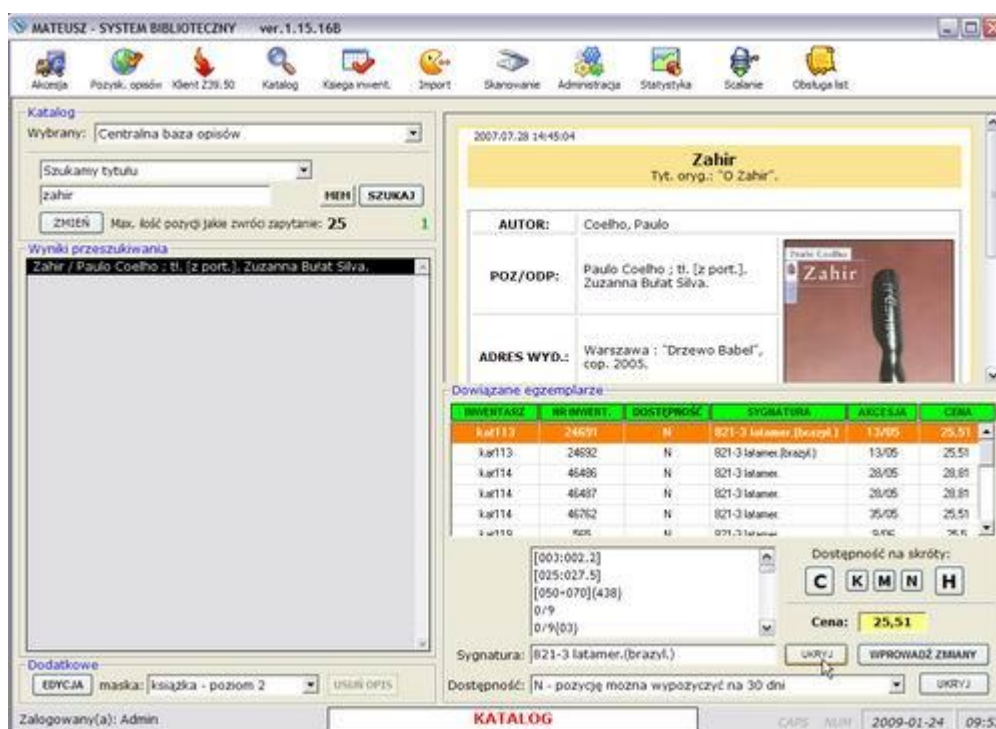 MATEUSZ - SYSTEM BIBLIOTECZNY ver.1.15.16B
Akcesja Pozysk. opisów Klient Z39.50 Katalog Księga inwent. Import Skanowanie Administracja Statystyka Scalanie Obsługa list
Katalog
Wybrany: Centralna baza opisów
Szukamy tytułu
zahir MEM SZUKAJ
ZMIEŃ Max. ilość pozycji jakie zwróci zapytanie: 25 1
Wyniki przeszukiwania
Zahir / Paulo Coelho ; tł. [z port.]. Zuzanna Bułat Silva.
2007.07.28 14:45:04
Zahir
Tyt. oryg.: "O Zahir".
AUTOR: Coelho, Paulo
POZ/ODP: Paulo Coelho ; tł. [z port.].
Zuzanna Bułat Silva.
ADRES WYD.: Warszawa : "Drzewo Babel",
cop. 2005.
Paulo Coelho
Zahir
Dowiązane egzemplarze
INWENTARZ NR INWENT. DOSTĘPNOŚĆ SYGNATURA AKCESJA CENA
kat113 24691 N 821-3 latamer.(brazyl.) 13/05 25,51
kat113 24692 N 821-3 latamer.(brazyl.) 13/05 25,51
kat114 46486 N 821-3 latamer. 28/05 28,81
kat114 46487 N 821-3 latamer. 28/05 28,81
kat114 46762 N 821-3 latamer. 35/05 25,51
[003:002.2]
[025:027.5]
[050+070](438)
0/9
0/9(03)
Dostępność na skróty:
C K M N H
Cena: 25,51
Sygnatura: 821-3 latamer.(brazyl.) UKRYJ WPROWADŹ ZMIANY
Dostępność: N - pozycję mozna wypozyczyć na 30 dni UKRYJ
Dodatkowe
EDYCJA maska: książka - poziom 2 USUŃ OPIS
Zalogowany(a): Admin KATALOG CAPS NUM 2009-01-24